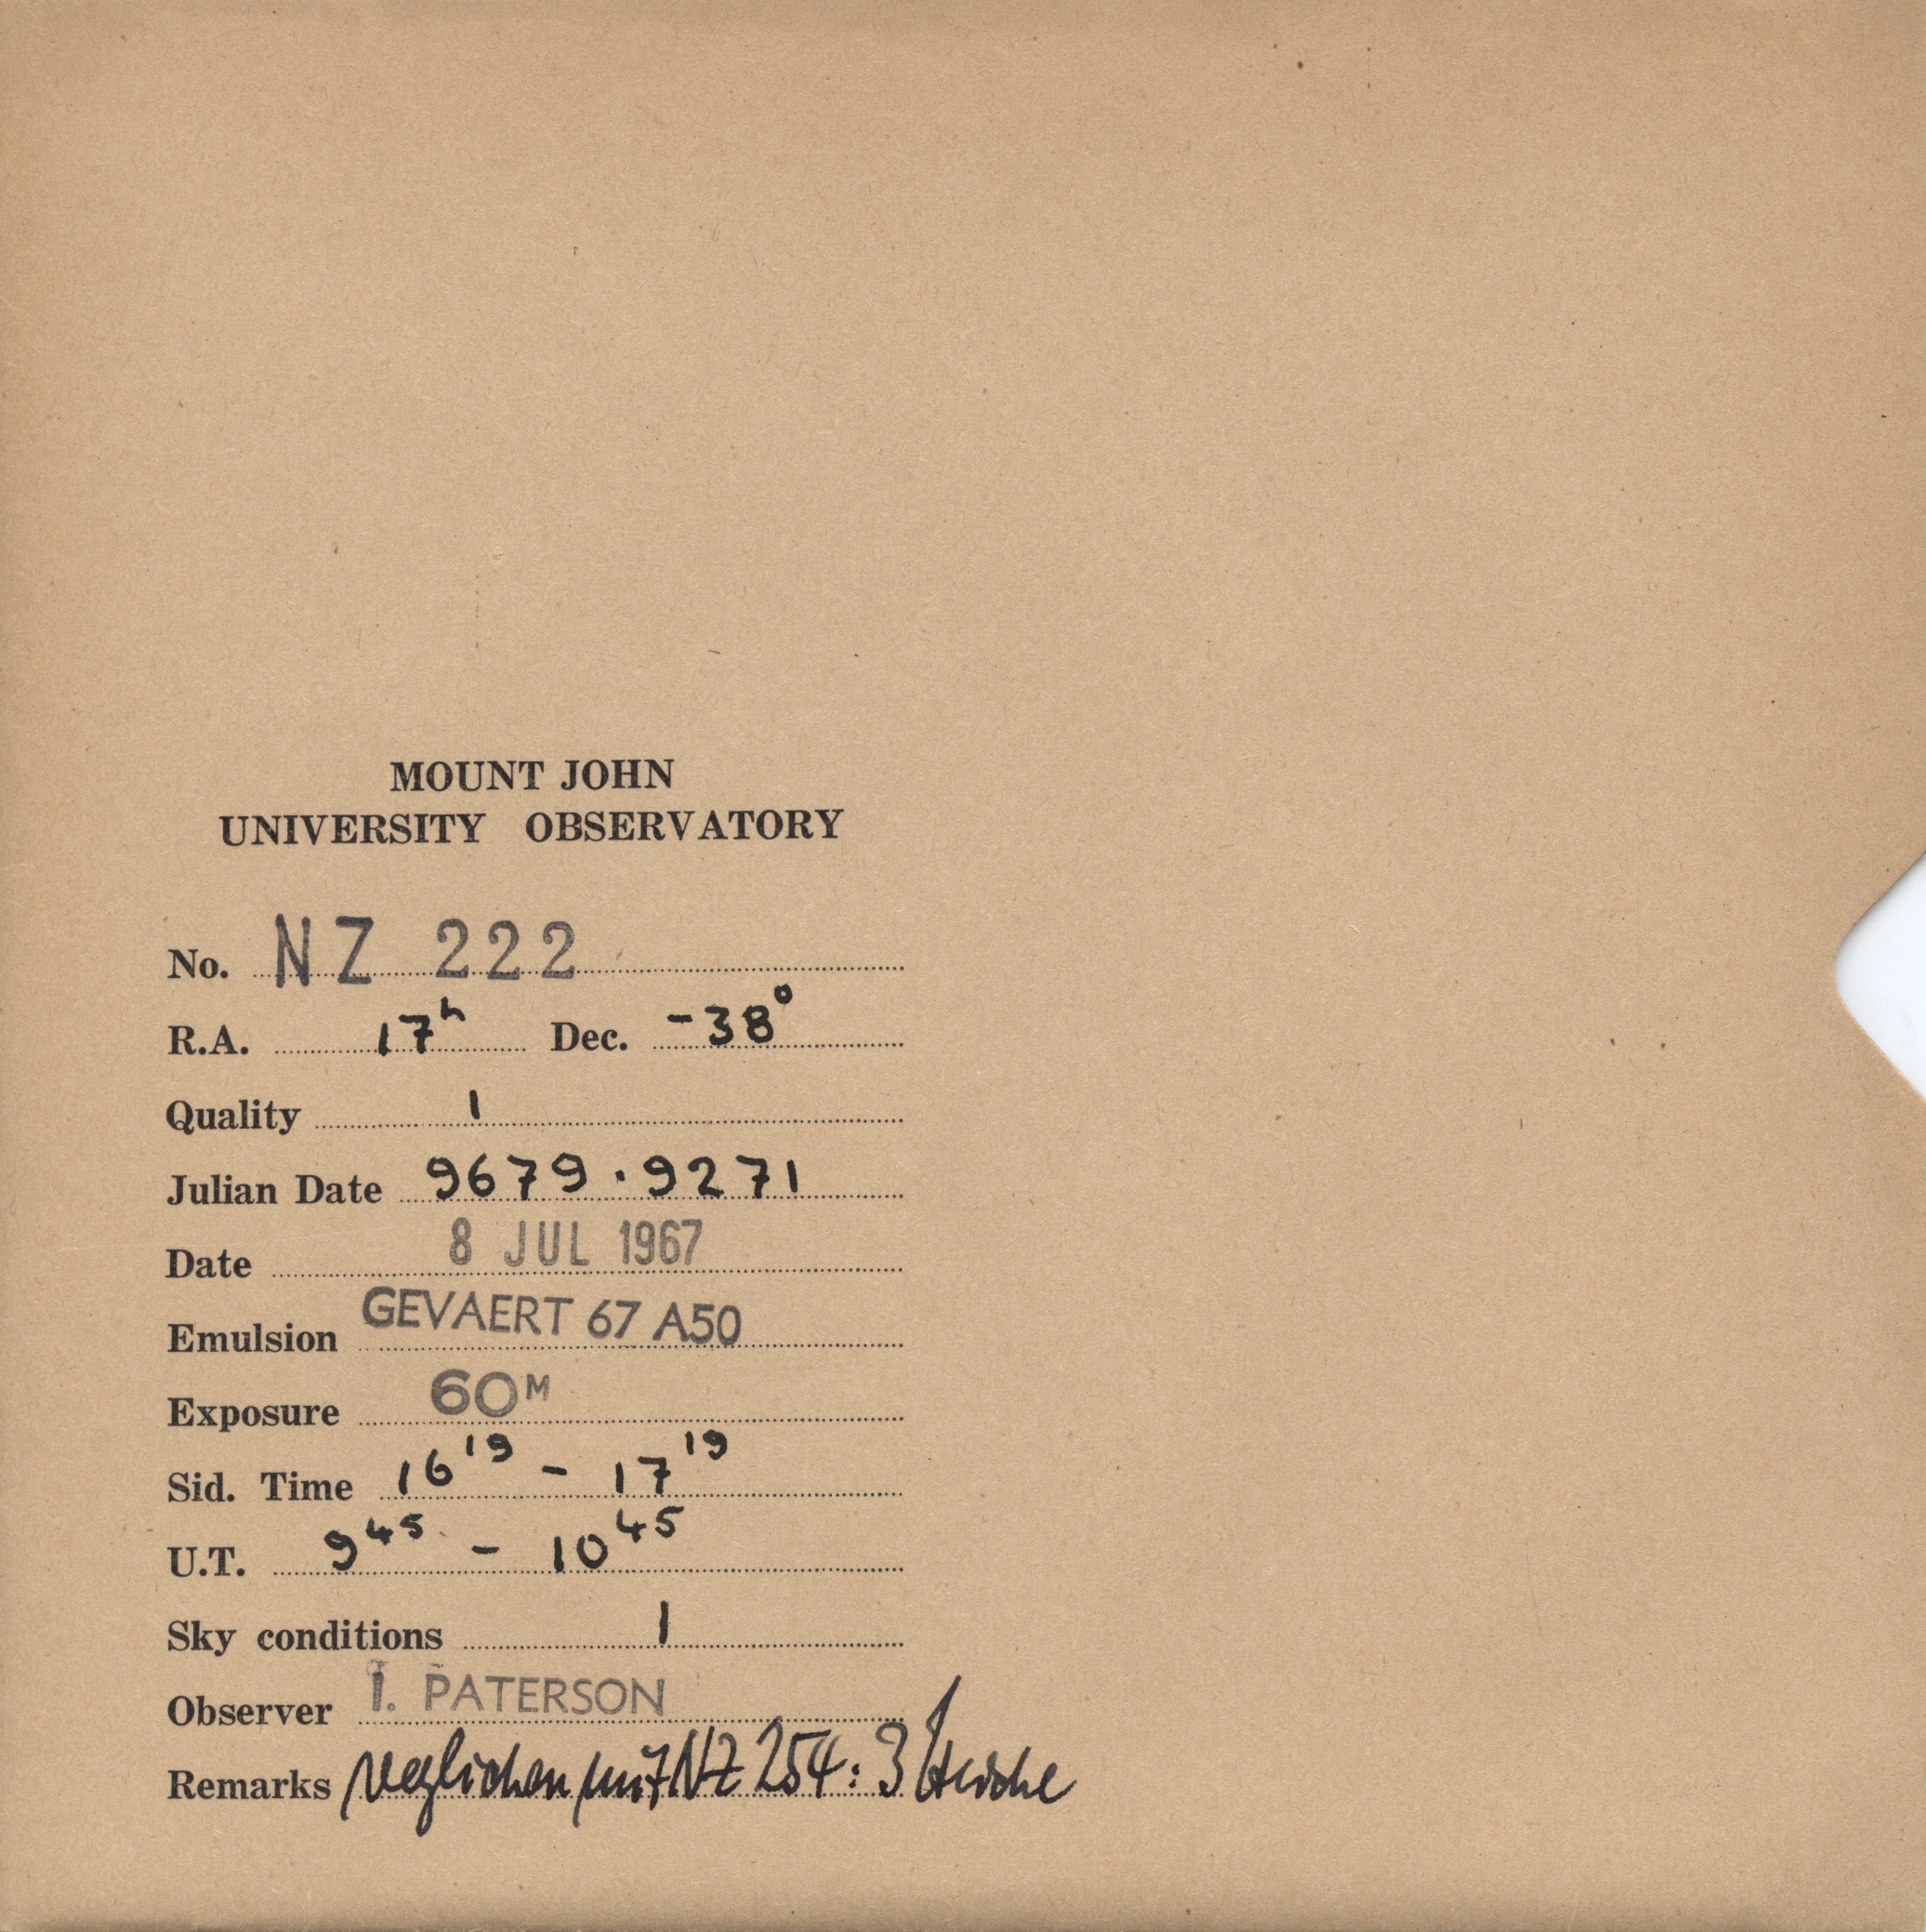 MOUNT JOHN
UNIVERSITY OBSERVATORY
No. NZ 222
R.A. 17h Dec. -38°
Quality 1
Julian Date 9679.9271
Date 8 JUL 1967
Emulsion GEVAERT 67 A50
Exposure 60M
Sid. Time 16 19 - 17 19
U.T. 9 45 - 10 45
Sky conditions 1
Observer I. PATERSON
Remarks verglichen mit NZ 254: 3 Striche